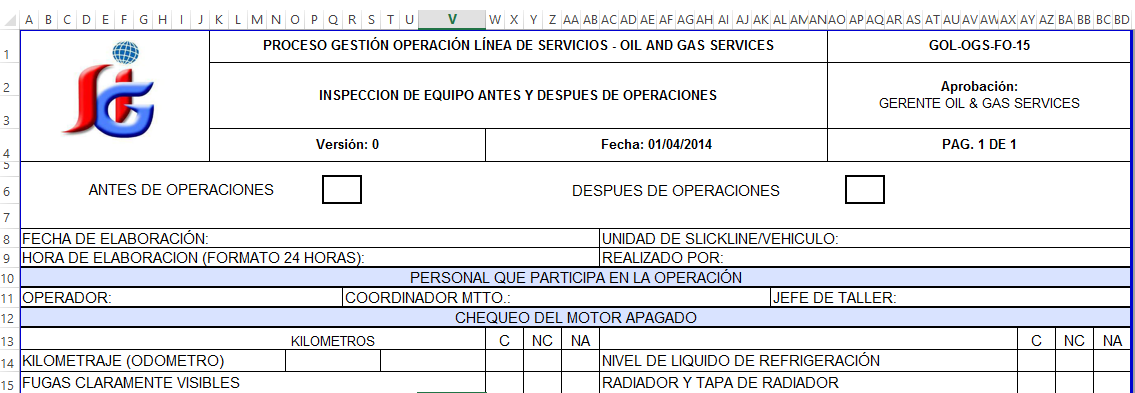 A B C D E F G H I J K L M N O P Q R S T U V W X Y Z AA AB AC AD AE AF AG AH AI AJ AK AL AM AN AO AP AQ AR AS AT AU AV AW AX AY AZ BA BB BC BD
1 PROCESO GESTIÓN OPERACIÓN LÍNEA DE SERVICIOS - OIL AND GAS SERVICES GOL-OGS-FO-15
2 INSPECCION DE EQUIPO ANTES Y DESPUES DE OPERACIONES Aprobación:
GERENTE OIL & GAS SERVICES
3
4 Versión: 0 Fecha: 01/04/2014 PAG. 1 DE 1
5
6 ANTES DE OPERACIONES DESPUES DE OPERACIONES
7
8 FECHA DE ELABORACIÓN: UNIDAD DE SLICKLINE/VEHICULO:
9 HORA DE ELABORACION (FORMATO 24 HORAS): REALIZADO POR:
10 PERSONAL QUE PARTICIPA EN LA OPERACIÓN
11 OPERADOR: COORDINADOR MTTO.: JEFE DE TALLER:
12 CHEQUEO DEL MOTOR APAGADO
13 KILOMETROS C NC NA C NC NA
14 KILOMETRAJE (ODOMETRO) NIVEL DE LIQUIDO DE REFRIGERACIÓN
15 FUGAS CLARAMENTE VISIBLES RADIADOR Y TAPA DE RADIADOR